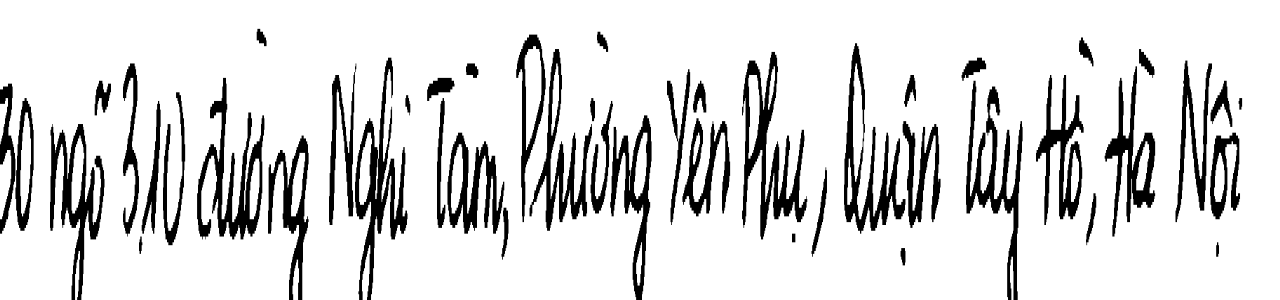 30 ngõ 310 đường Nghi Tàm, Phường Yên Phụ, Quận Tây Hồ, Hà Nội